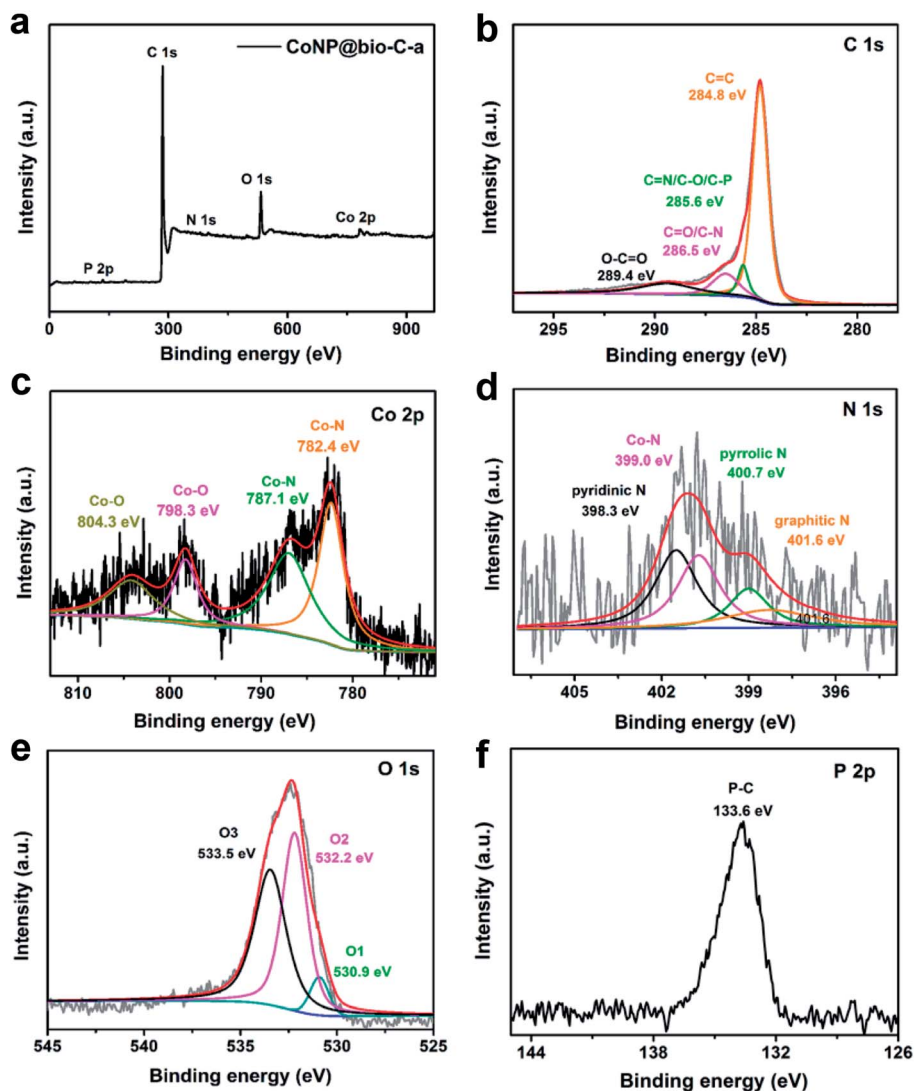 a
CoNP@bio-C-a
C 1s
O 1s
N 1s
Co 2p
P 2p
Intensity (a.u.)
0 300 600 900
Binding energy (eV)
b
C 1s
C=C
284.8 eV
C=N/C-O/C-P
285.6 eV
C=O/C-N
286.5 eV
O-C=O
289.4 eV
Intensity (a.u.)
295 290 285 280
Binding energy (eV)
c
Co 2p
Co-N
782.4 eV
Co-N
787.1 eV
Co-O
798.3 eV
Co-O
804.3 eV
Intensity (a.u.)
810 800 790 780
Binding energy (eV)
d
N 1s
Co-N
399.0 eV
pyrrolic N
400.7 eV
pyridinic N
398.3 eV
graphitic N
401.6 eV
401.6
Intensity (a.u.)
405 402 399 396
Binding energy (eV)
e
O 1s
O3
533.5 eV
O2
532.2 eV
O1
530.9 eV
Intensity (a.u.)
545 540 535 530 525
Binding energy (eV)
f
P 2p
P-C
133.6 eV
Intensity (a.u.)
144 138 132 126
Binding energy (eV)